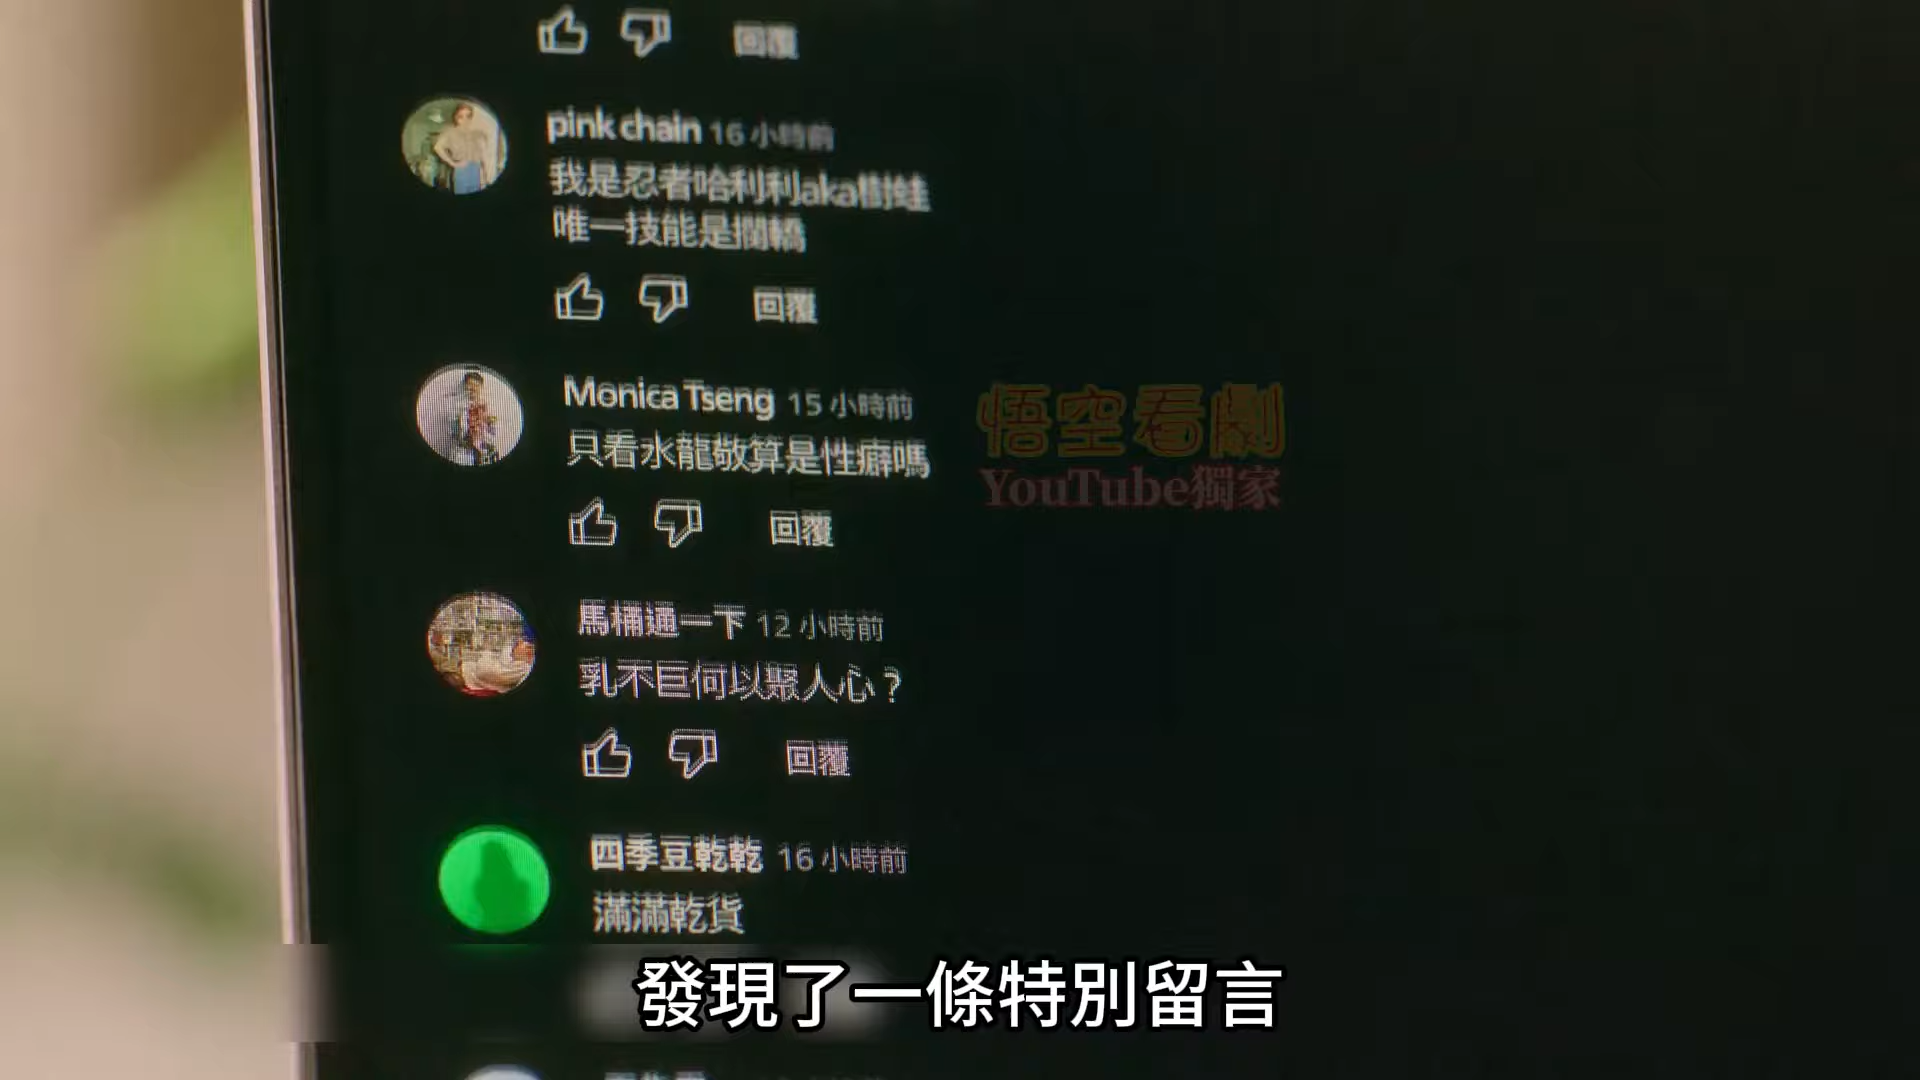 回覆
pink chain 16 小時前
我是忍者哈利利aka樹蛙
唯一技能是撋轎
回覆
Monica Tseng 15 小時前
只看水龍敬算是性癖嗎
回覆
悟空看劇
YouTube獨家
馬桶通一下 12 小時前
乳不巨何以聚人心?
回覆
四季豆乾乾 16 小時前
滿滿乾貨
發現了一條特別留言